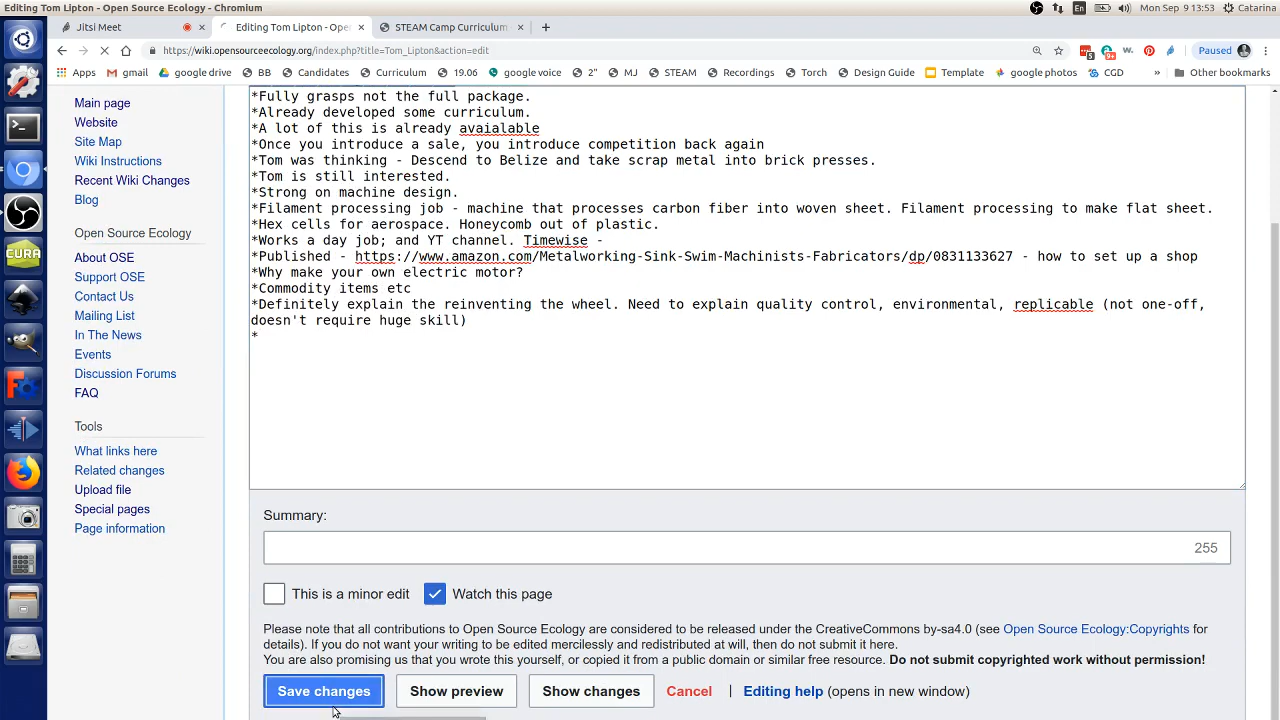 Editing Tom Lipton - Open Source Ecology - Chromium
En
Mon Sep 9 13:53
Catarina
Jitsi Meet
Editing Tom Lipton - Open
STEAM Camp Curriculum
https://wiki.opensourceecology.org/index.php?title=Tom_Lipton&action=edit
Paused
Apps
gmail
google drive
BB
Candidates
Curriculum
19.06
google voice
2"
MJ
STEAM
Recordings
Torch
Design Guide
Template
google photos
CGD
»
Other bookmarks
Main page
Website
Site Map
Wiki Instructions
Recent Wiki Changes
Blog
Open Source Ecology
About OSE
Support OSE
Contact Us
Mailing List
In The News
Events
Discussion Forums
FAQ
Tools
What links here
Related changes
Upload file
Special pages
Page information
*Fully grasps not the full package.
*Already developed some curriculum.
*A lot of this is already avaialable
*Once you introduce a sale, you introduce competition back again
*Tom was thinking - Descend to Belize and take scrap metal into brick presses.
*Tom is still interested.
*Strong on machine design.
*Filament processing job - machine that processes carbon fiber into woven sheet. Filament processing to make flat sheet.
*Hex cells for aerospace. Honeycomb out of plastic.
*Works a day job; and YT channel. Timewise -
*Published - https://www.amazon.com/Metalworking-Sink-Swim-Machinists-Fabricators/dp/0831133627 - how to set up a shop
*Why make your own electric motor?
*Commodity items etc
*Definitely explain the reinventing the wheel. Need to explain quality control, environmental, replicable (not one-off,
doesn't require huge skill)
*
Summary:
255
This is a minor edit
Watch this page
Please note that all contributions to Open Source Ecology are considered to be released under the CreativeCommons by-sa4.0 (see Open Source Ecology:Copyrights for
details). If you do not want your writing to be edited mercilessly and redistributed at will, then do not submit it here.
You are also promising us that you wrote this yourself, or copied it from a public domain or similar free resource. Do not submit copyrighted work without permission!
Save changes
Show preview
Show changes
Cancel
| Editing help (opens in new window)
CURA